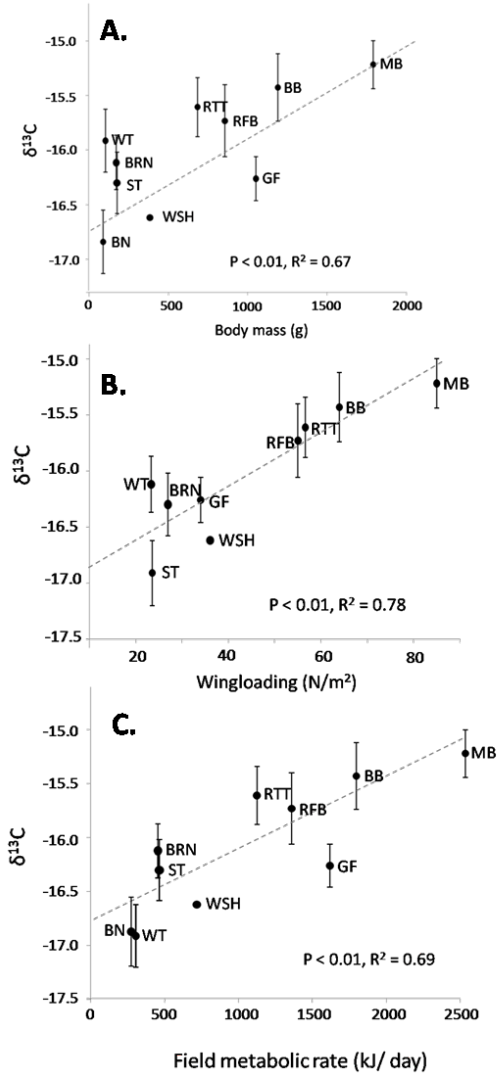 A.
-15.0
-15.5
-16.0
-16.5
-17.0
δ¹³C
MB
BB
RTT
RFB
WT
BRN
ST
GF
WSH
BN
P < 0.01, R² = 0.67
0 500 1000 1500 2000
Body mass (g)
B.
-15.0
-15.5
-16.0
-16.5
-17.0
-17.5
δ¹³C
MB
BB
RTT
RFB
WT
BRN
GF
WSH
ST
P < 0.01, R² = 0.78
20 40 60 80
Wingloading (N/m²)
C.
-15.0
-15.5
-16.0
-16.5
-17.0
-17.5
δ¹³C
MB
BB
RTT
RFB
BRN
ST
GF
WSH
BN
WT
P < 0.01, R² = 0.69
0 500 1000 1500 2000 2500
Field metabolic rate (kJ/ day)